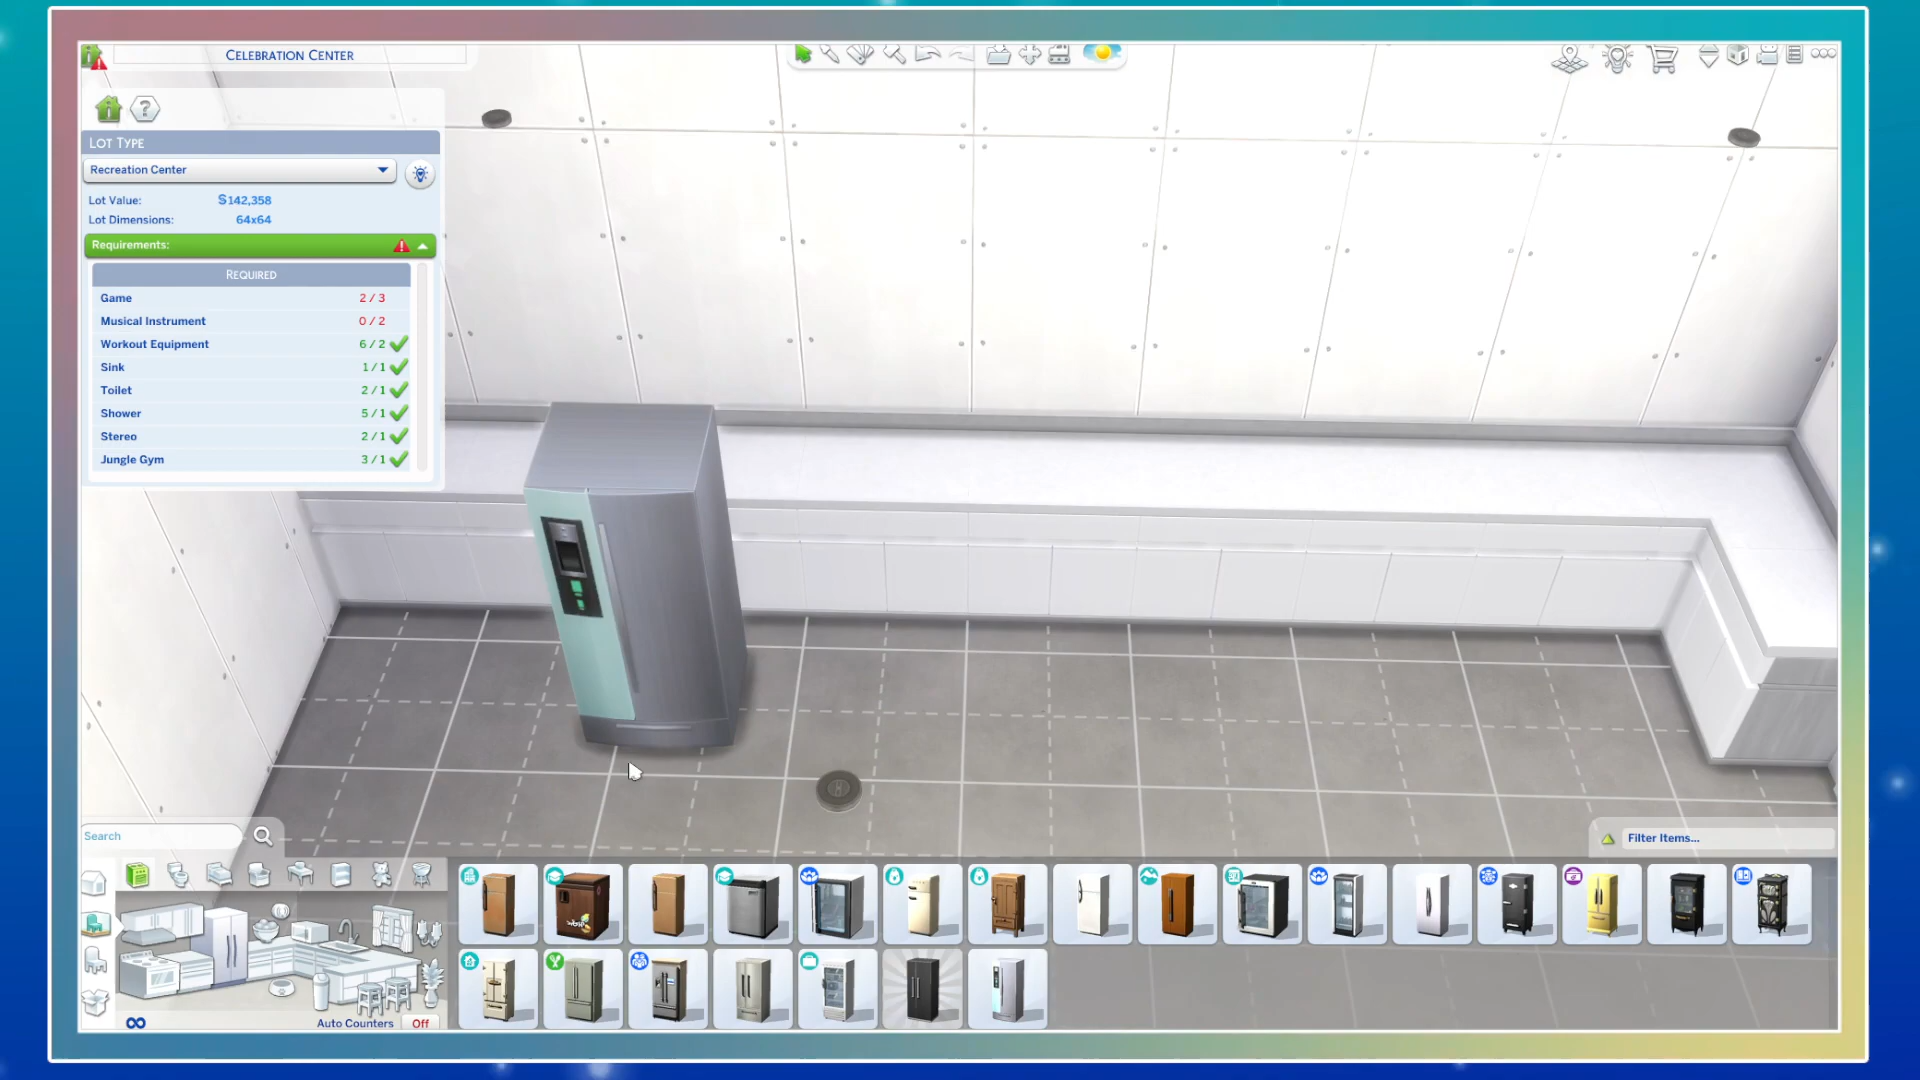 CELEBRATION CENTER
LOT TYPE
Recreation Center
Lot Value: §142,358
Lot Dimensions: 64x64
Requirements:
REQUIRED
Game 2 / 3
Musical Instrument 0 / 2
Workout Equipment 6 / 2
Sink 1 / 1
Toilet 2 / 1
Shower 5 / 1
Stereo 2 / 1
Jungle Gym 3 / 1
Search
Filter Items...
Auto Counters Off